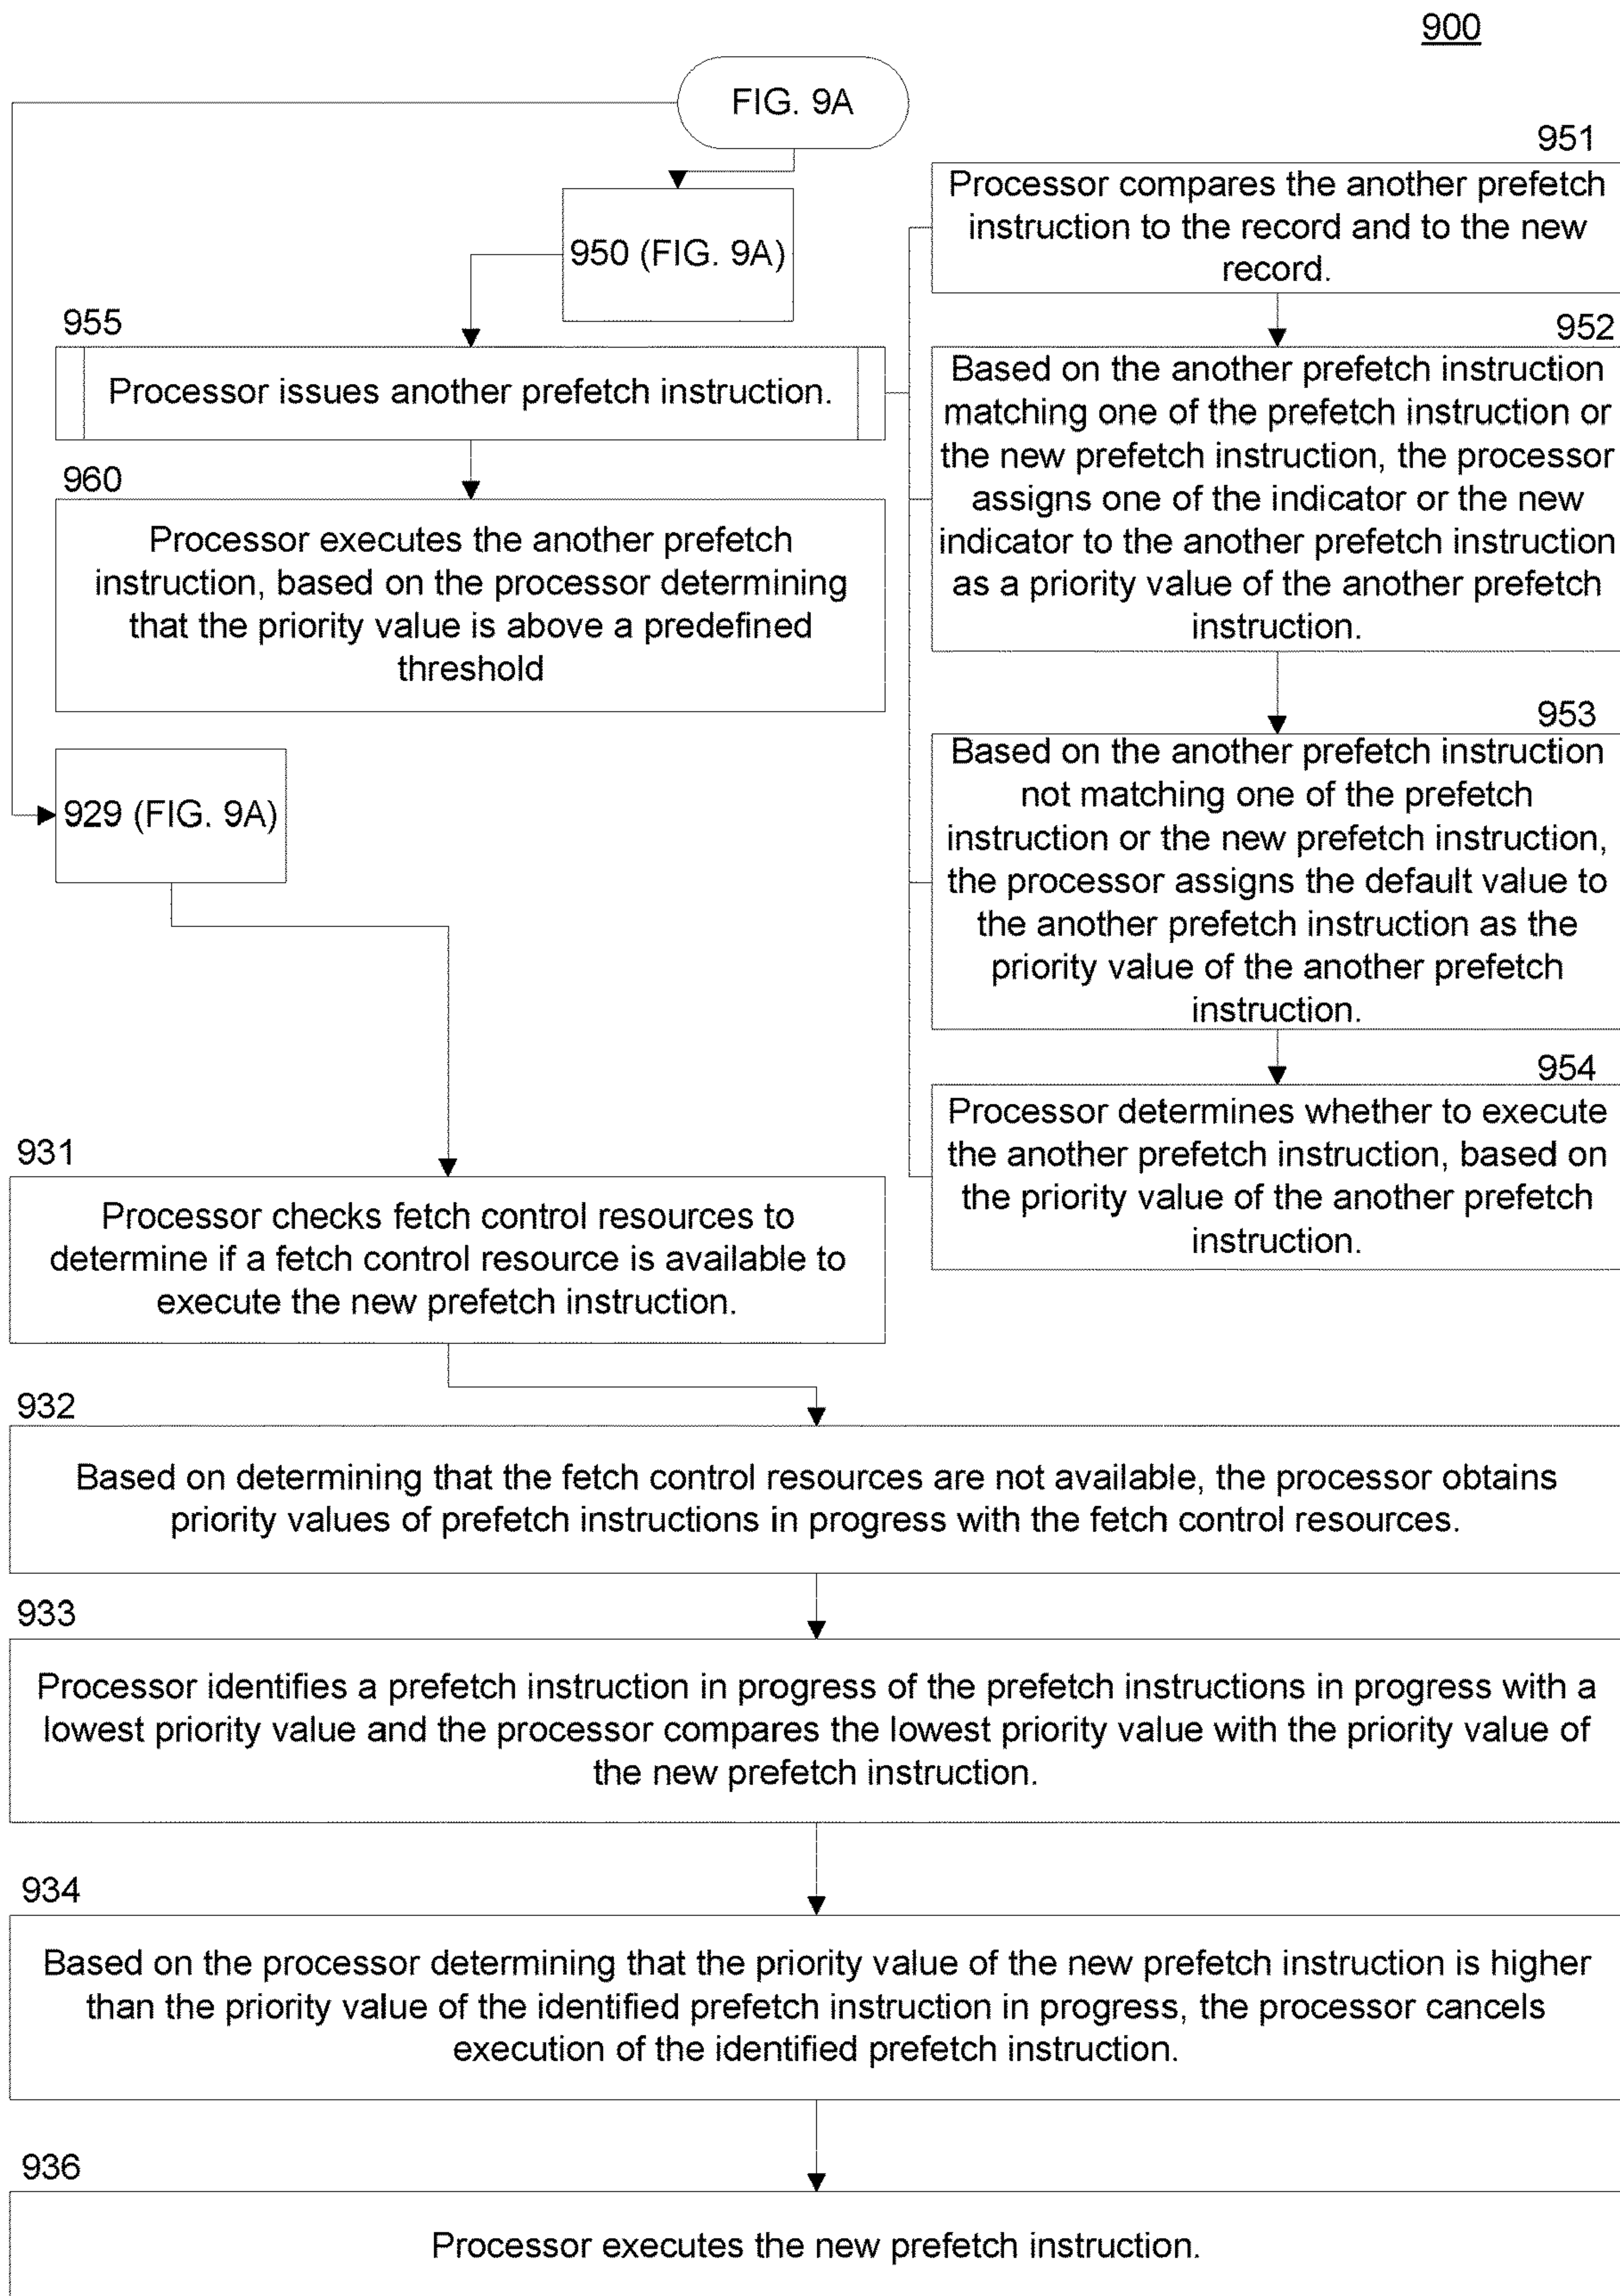 900
FIG. 9A
950 (FIG. 9A)
955
Processor issues another prefetch instruction.
960
Processor executes the another prefetch
instruction, based on the processor determining
that the priority value is above a predefined
threshold
951
Processor compares the another prefetch
instruction to the record and to the new
record.
952
Based on the another prefetch instruction
matching one of the prefetch instruction or
the new prefetch instruction, the processor
assigns one of the indicator or the new
indicator to the another prefetch instruction
as a priority value of the another prefetch
instruction.
953
Based on the another prefetch instruction
not matching one of the prefetch
instruction or the new prefetch instruction,
the processor assigns the default value to
the another prefetch instruction as the
priority value of the another prefetch
instruction.
954
Processor determines whether to execute
the another prefetch instruction, based on
the priority value of the another prefetch
instruction.
929 (FIG. 9A)
931
Processor checks fetch control resources to
determine if a fetch control resource is available to
execute the new prefetch instruction.
932
Based on determining that the fetch control resources are not available, the processor obtains
priority values of prefetch instructions in progress with the fetch control resources.
933
Processor identifies a prefetch instruction in progress of the prefetch instructions in progress with a
lowest priority value and the processor compares the lowest priority value with the priority value of
the new prefetch instruction.
934
Based on the processor determining that the priority value of the new prefetch instruction is higher
than the priority value of the identified prefetch instruction in progress, the processor cancels
execution of the identified prefetch instruction.
936
Processor executes the new prefetch instruction.